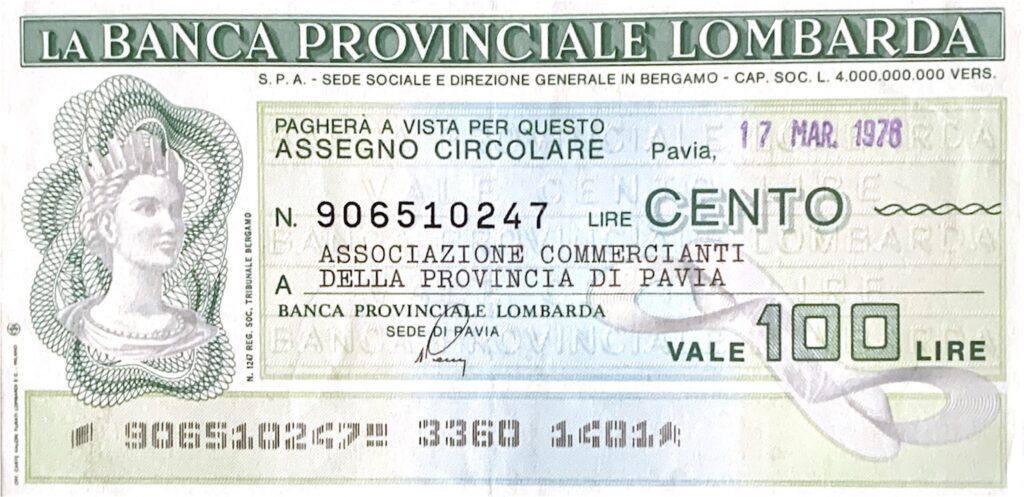 LA BANCA PROVINCIALE LOMBARDA
S.P.A. - SEDE SOCIALE E DIREZIONE GENERALE IN BERGAMO - CAP. SOC. L. 4.000.000.000 VERS.
PAGHERÀ A VISTA PER QUESTO
ASSEGNO CIRCOLARE Pavia, 17 MAR. 1976
N. 906510247 LIRE CENTO
ASSOCIAZIONE COMMERCIANTI
A DELLA PROVINCIA DI PAVIA
BANCA PROVINCIALE LOMBARDA
SEDE DI PAVIA
VALE 100 LIRE
N. 1247 REG. SOC. TRIBUNALE BERGAMO
906510247 3360 1401